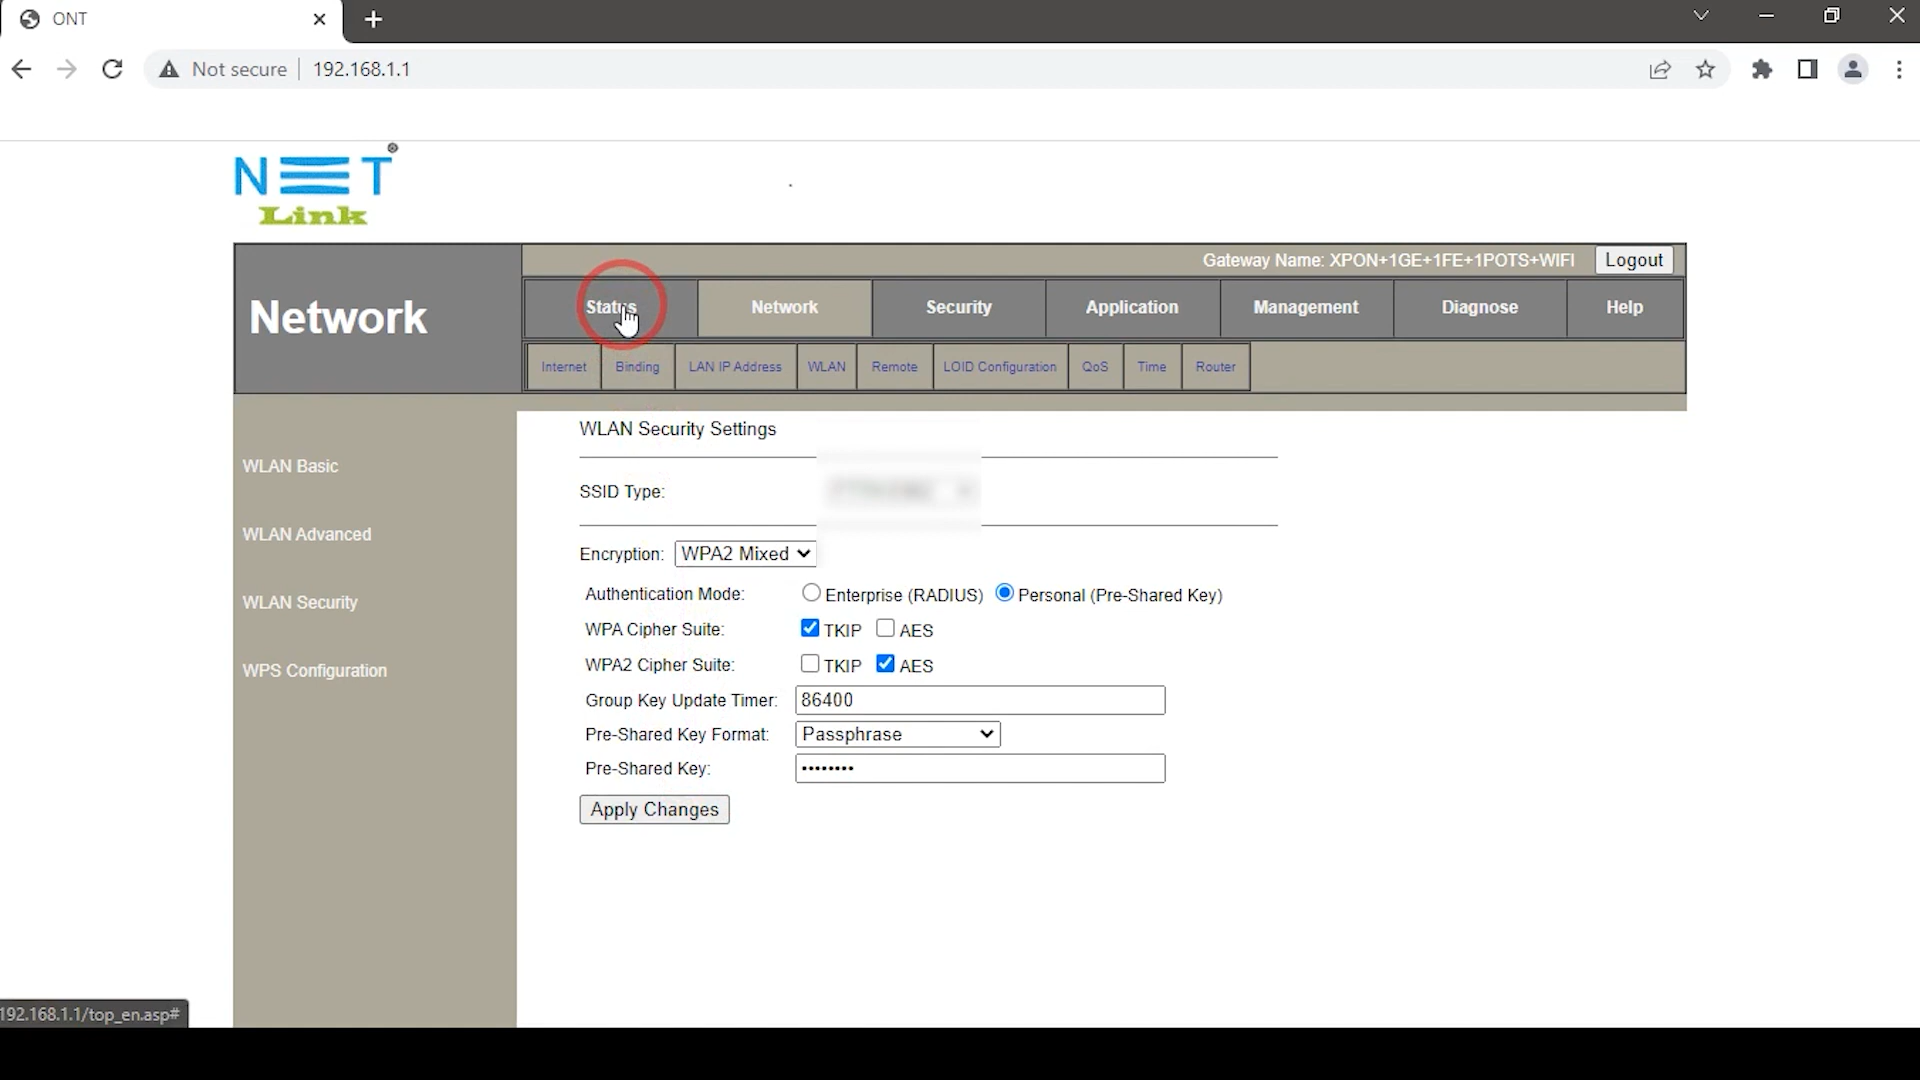 ONT
Not secure 192.168.1.1
NET
Link
Gateway Name: XPON+1GE+1FE+1POTS+WIFI Logout
Network
Status Network Security Application Management Diagnose Help
Internet Binding LAN IP Address WLAN Remote LOID Configuration QoS Time Router
WLAN Basic
WLAN Advanced
WLAN Security
WPS Configuration
WLAN Security Settings
SSID Type:
Encryption: WPA2 Mixed
Authentication Mode: Enterprise (RADIUS) Personal (Pre-Shared Key)
WPA Cipher Suite: TKIP AES
WPA2 Cipher Suite: TKIP AES
Group Key Update Timer: 86400
Pre-Shared Key Format: Passphrase
Pre-Shared Key: ••••••••
Apply Changes
192.168.1.1/top_en.asp#